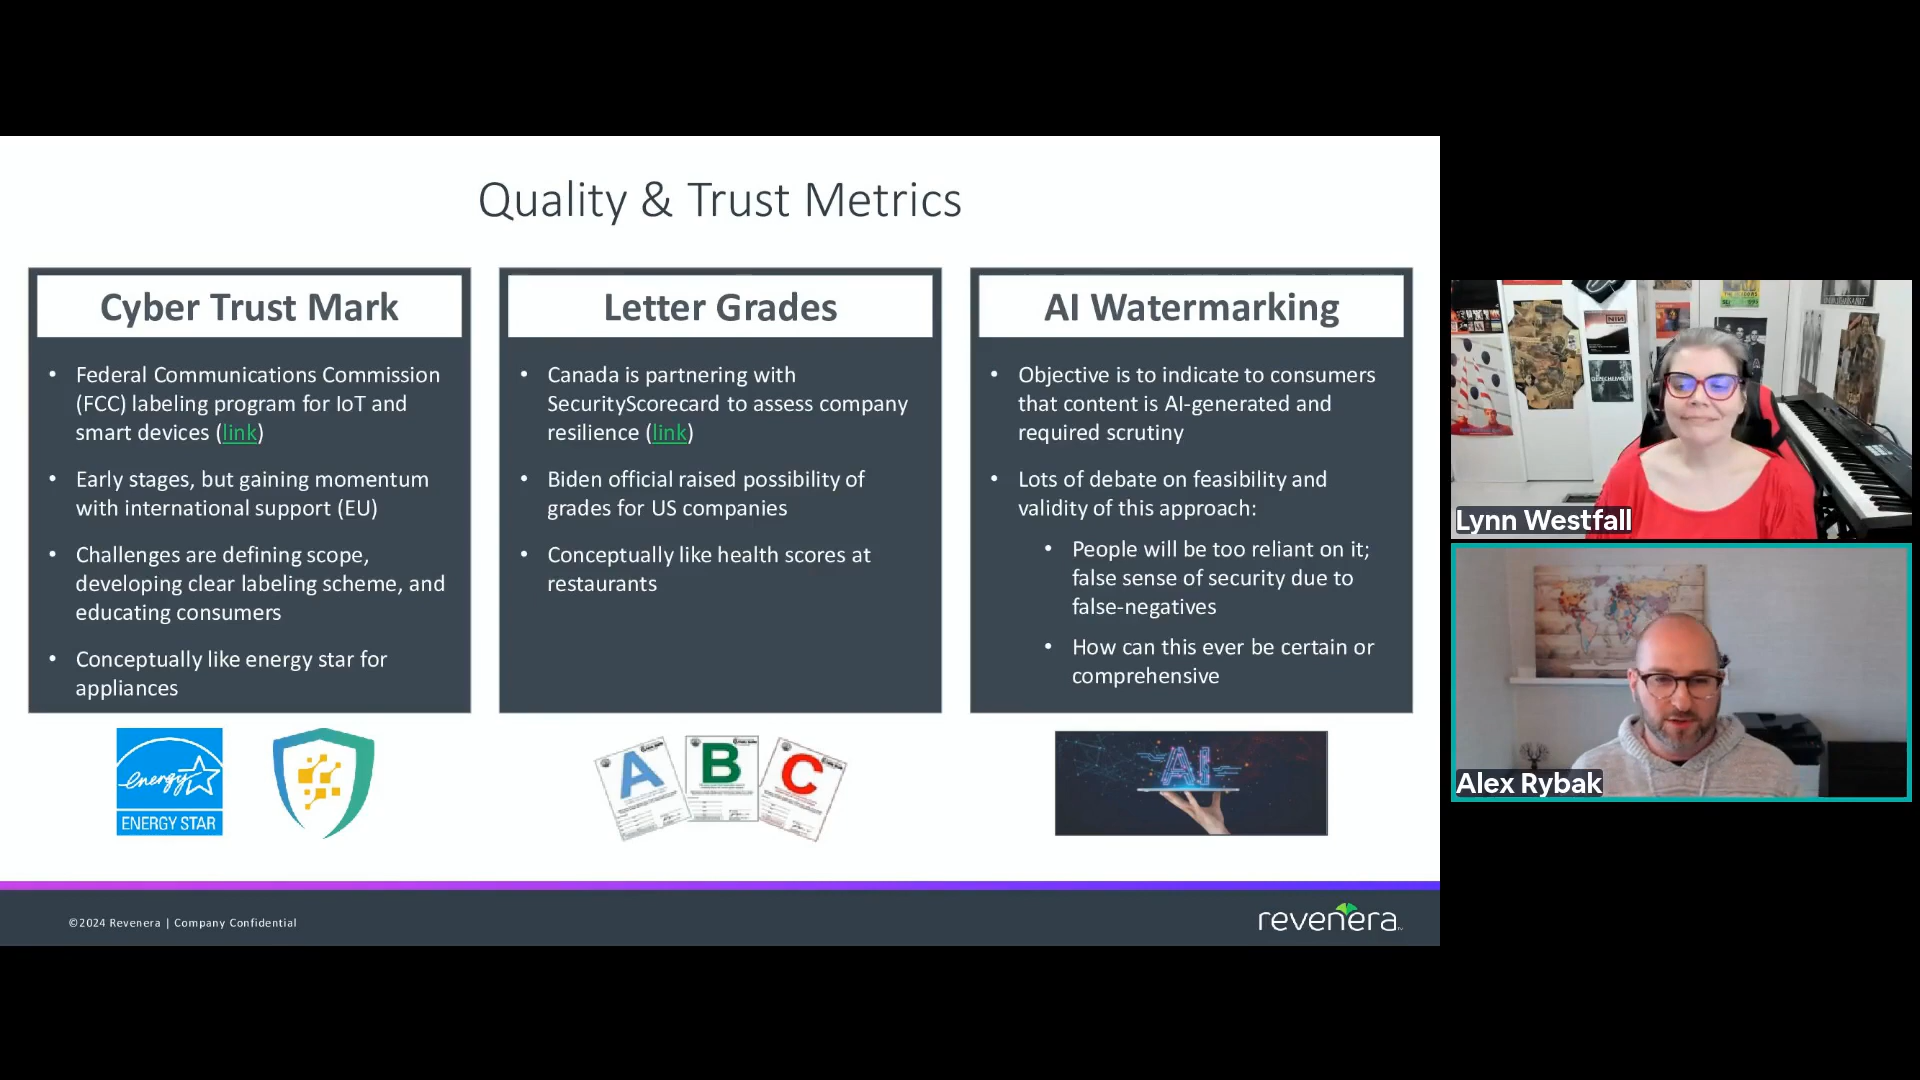 Quality & Trust Metrics
Cyber Trust Mark
• Federal Communications Commission
(FCC) labeling program for IoT and
smart devices (link)
• Early stages, but gaining momentum
with international support (EU)
• Challenges are defining scope,
developing clear labeling scheme, and
educating consumers
• Conceptually like energy star for
appliances
energy
ENERGY STAR
Letter Grades
• Canada is partnering with
SecurityScorecard to assess company
resilience (link)
• Biden official raised possibility of
grades for US companies
• Conceptually like health scores at
restaurants
A
B
C
AI Watermarking
• Objective is to indicate to consumers
that content is AI-generated and
required scrutiny
• Lots of debate on feasibility and
validity of this approach:
• People will be too reliant on it;
false sense of security due to
false-negatives
• How can this ever be certain or
comprehensive
AI
©2024 Revenera | Company Confidential
revenera
NIN
Lynn Westfall
Alex Rybak